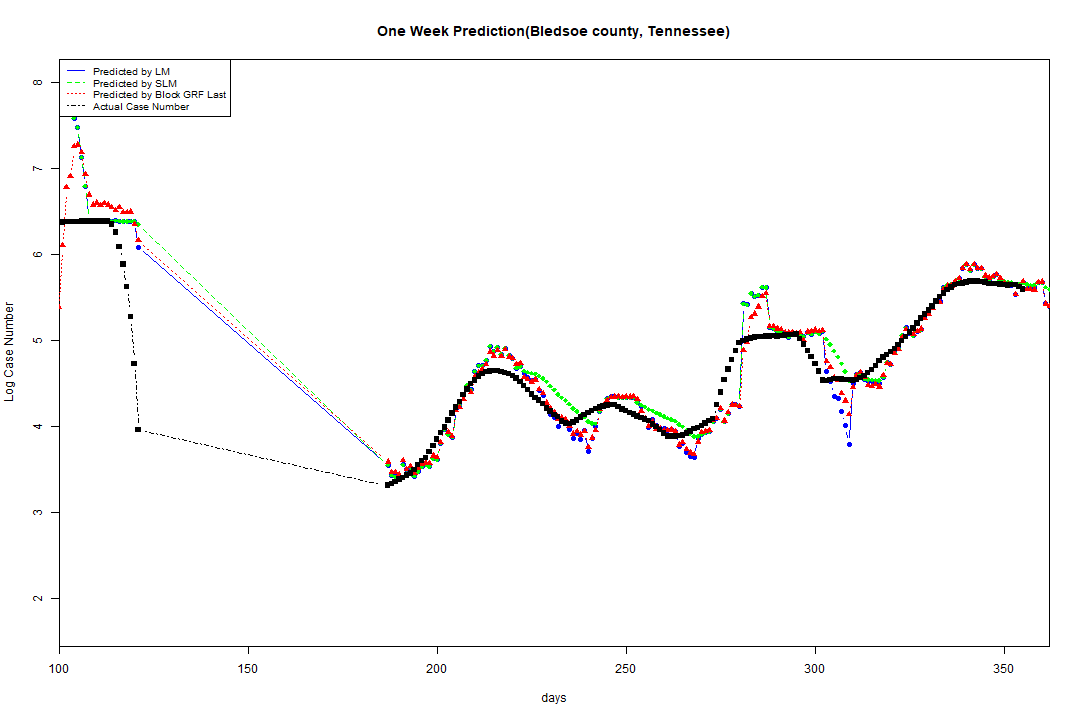 One Week Prediction(Bledsoe county, Tennessee)
Predicted by LM
Predicted by SLM
Predicted by Block GRF Last
Actual Case Number
8
7
6
5
4
3
2
Log Case Number
100 150 200 250 300 350
days